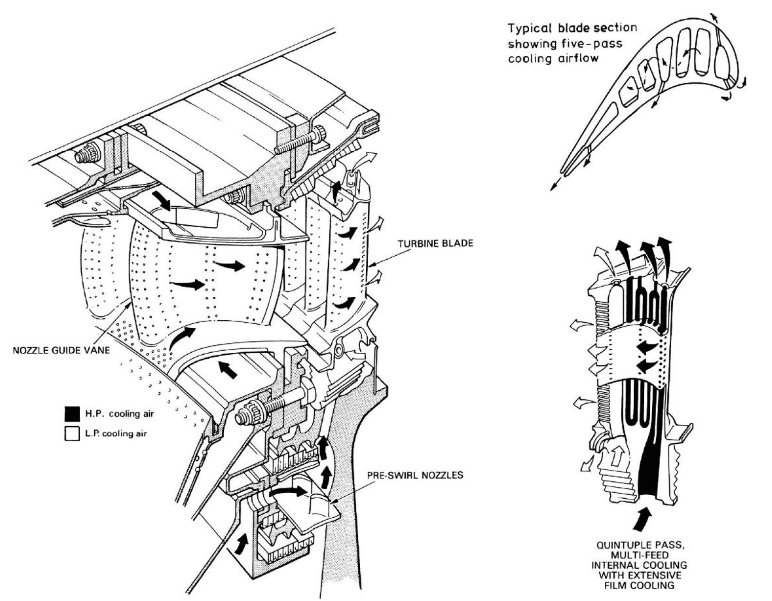 Typical blade section
showing five-pass
cooling airflow
TURBINE BLADE
NOZZLE GUIDE VANE
H.P. cooling air
L.P. cooling air
PRE-SWIRL NOZZLES
QUINTUPLE PASS,
MULTI-FEED
INTERNAL COOLING
WITH EXTENSIVE
FILM COOLING